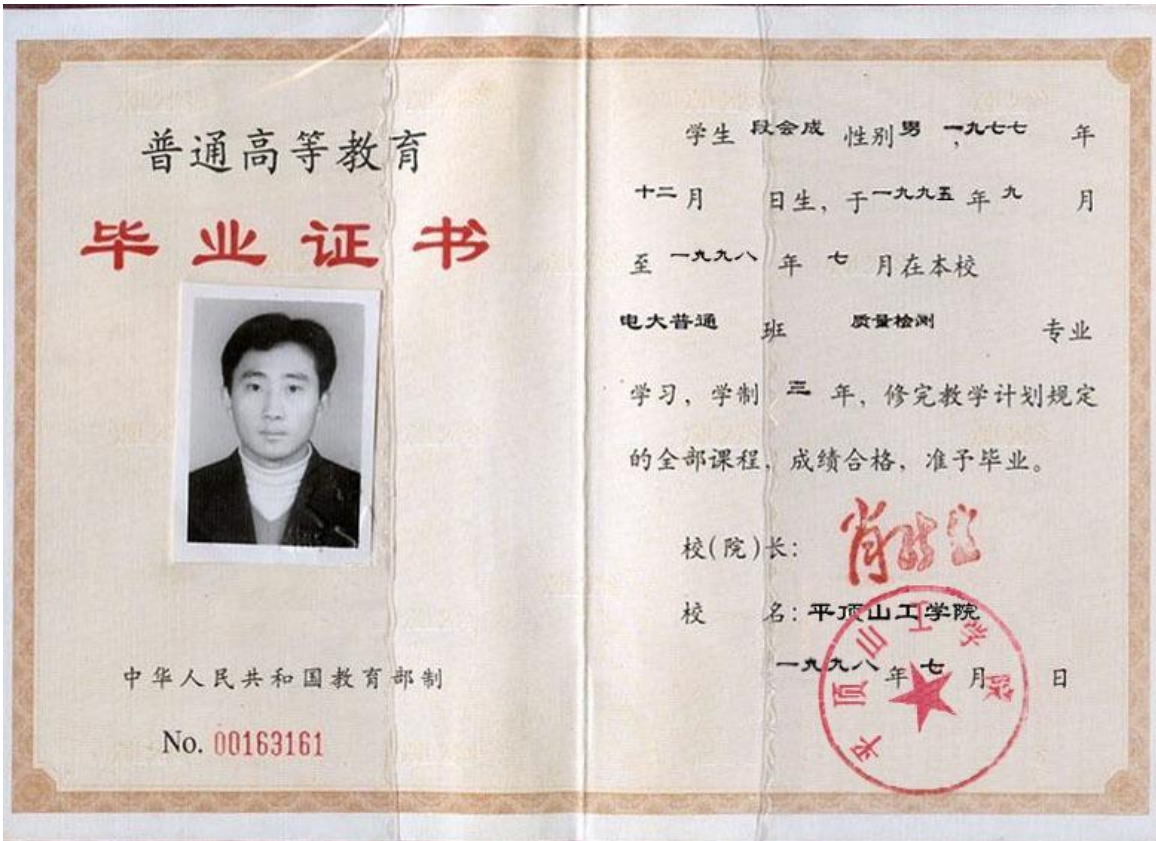 普通高等教育
毕业证书
中华人民共和国教育部制
No. 00163161
学生 段会成 性别 男 , 一九七七 年
十二 月 日生, 于 一九九五 年 九 月
至 一九九八 年 七 月在本校
电大普通 班 质量检测 专业
学习, 学制 三 年, 修完教学计划规定
的全部课程, 成绩合格, 准予毕业。
校(院)长:
校 名: 平顶山工学院
一九九八 年 七 月 日
平顶山工学院